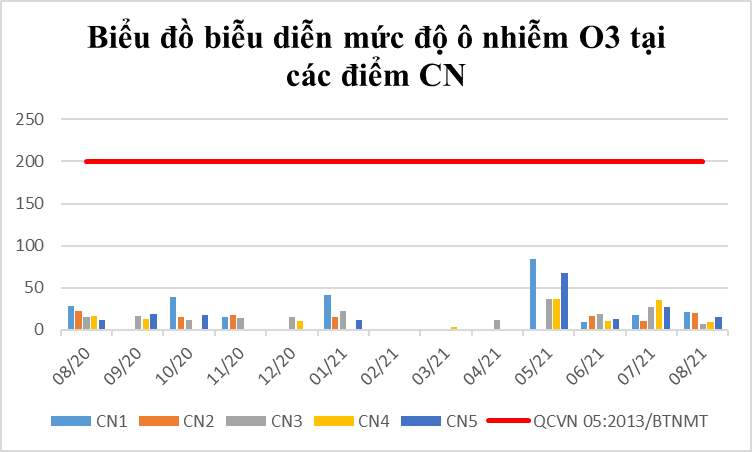 Biểu đồ biễu diễn mức độ ô nhiễm O3 tại
các điểm CN
250
200
150
100
50
0
08/20 09/20 10/20 11/20 12/20 01/21 02/21 03/21 04/21 05/21 06/21 07/21 08/21
CN1 CN2 CN3 CN4 CN5 QCVN 05:2013/BTNMT